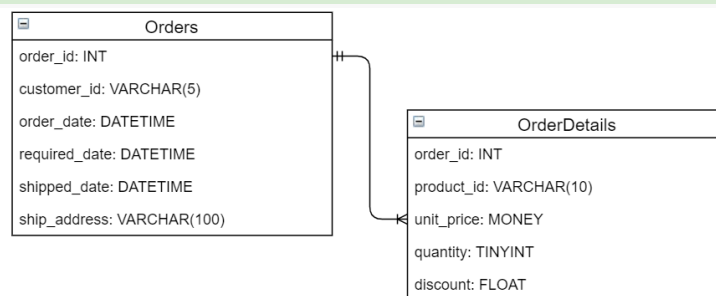 Orders
order_id: INT
customer_id: VARCHAR(5)
order_date: DATETIME
required_date: DATETIME
shipped_date: DATETIME
ship_address: VARCHAR(100)
OrderDetails
order_id: INT
product_id: VARCHAR(10)
unit_price: MONEY
quantity: TINYINT
discount: FLOAT